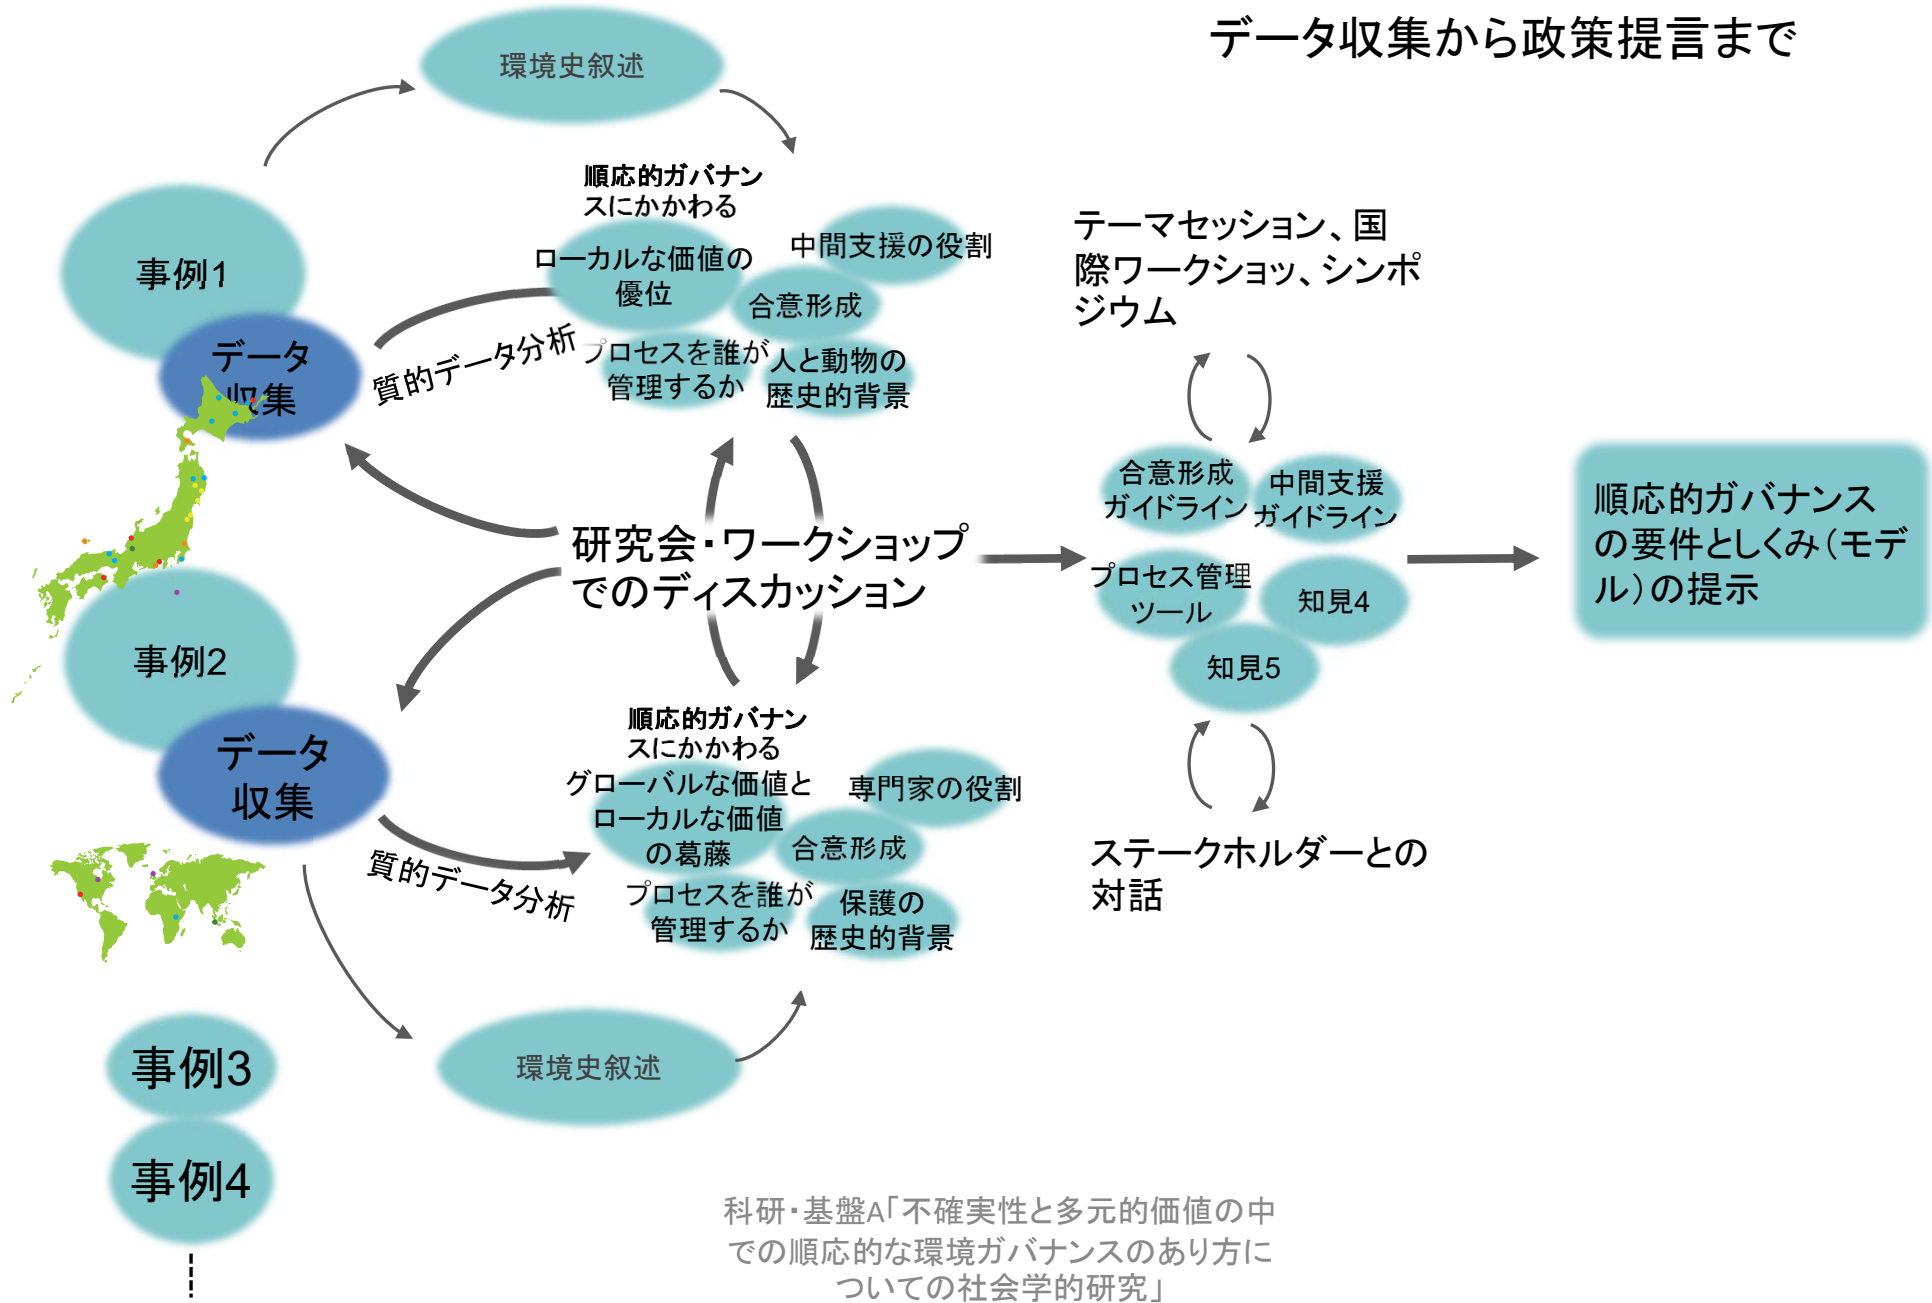 データ収集から政策提言まで
環境史叙述
順応的ガバナン
スにかかわる
事例1
データ
収集
質的データ分析
ローカルな価値の
優位
中間支援の役割
合意形成
プロセスを誰が
管理するか
人と動物の
歴史的背景
テーマセッション、国
際ワークショッ、シンポ
ジウム
研究会・ワークショップ
でのディスカッション
合意形成
ガイドライン
中間支援
ガイドライン
プロセス管理
ツール
知見4
知見5
順応的ガバナンス
の要件としくみ（モデ
ル）の提示
事例2
データ
収集
質的データ分析
順応的ガバナン
スにかかわる
グローバルな価値と
ローカルな価値
の葛藤
専門家の役割
合意形成
プロセスを誰が
管理するか
保護の
歴史的背景
ステークホルダーとの
対話
環境史叙述
事例3
事例4
科研・基盤A「不確実性と多元的価値の中
での順応的な環境ガバナンスのあり方に
ついての社会学的研究」